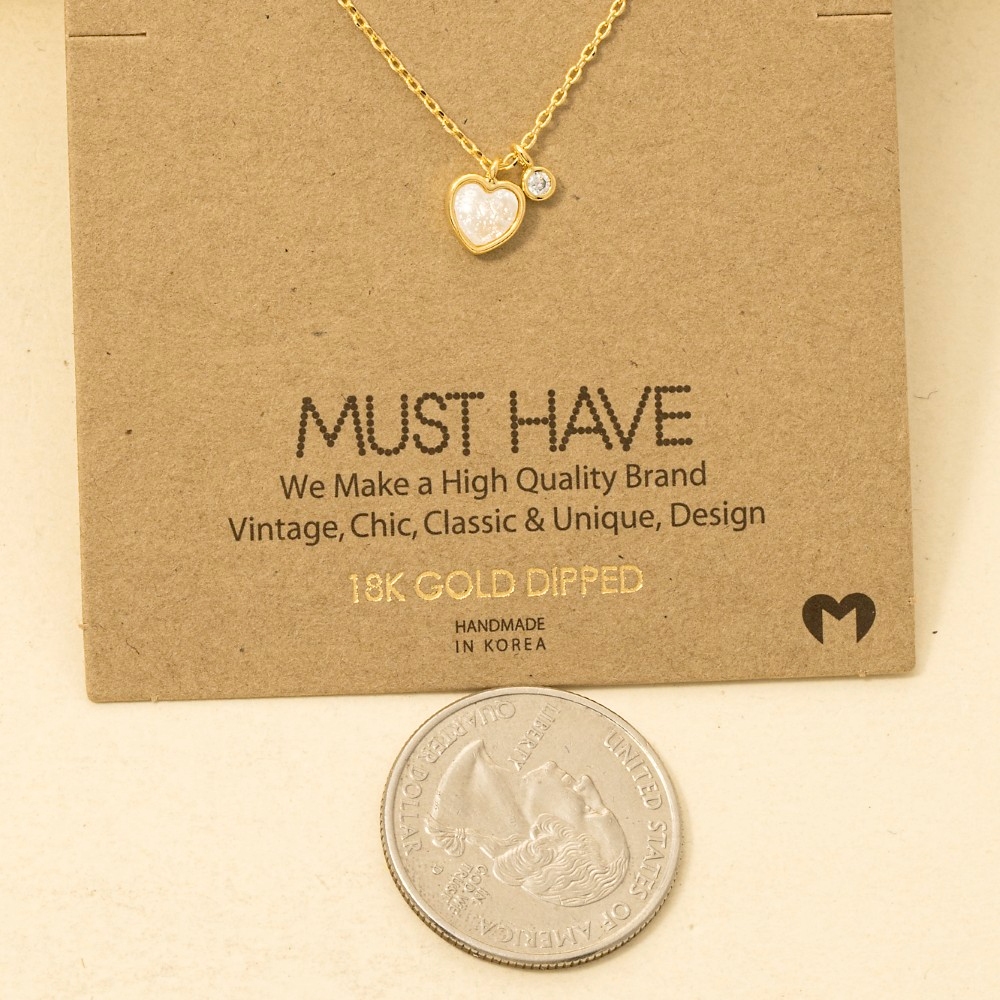 MUST HAVE
We Make a High Quality Brand
Vintage, Chic, Classic & Unique, Design
18K GOLD DIPPED
HANDMADE
IN KOREA
M
UNITED STATES OF AMERICA
LIBERTY
QUARTER DOLLAR